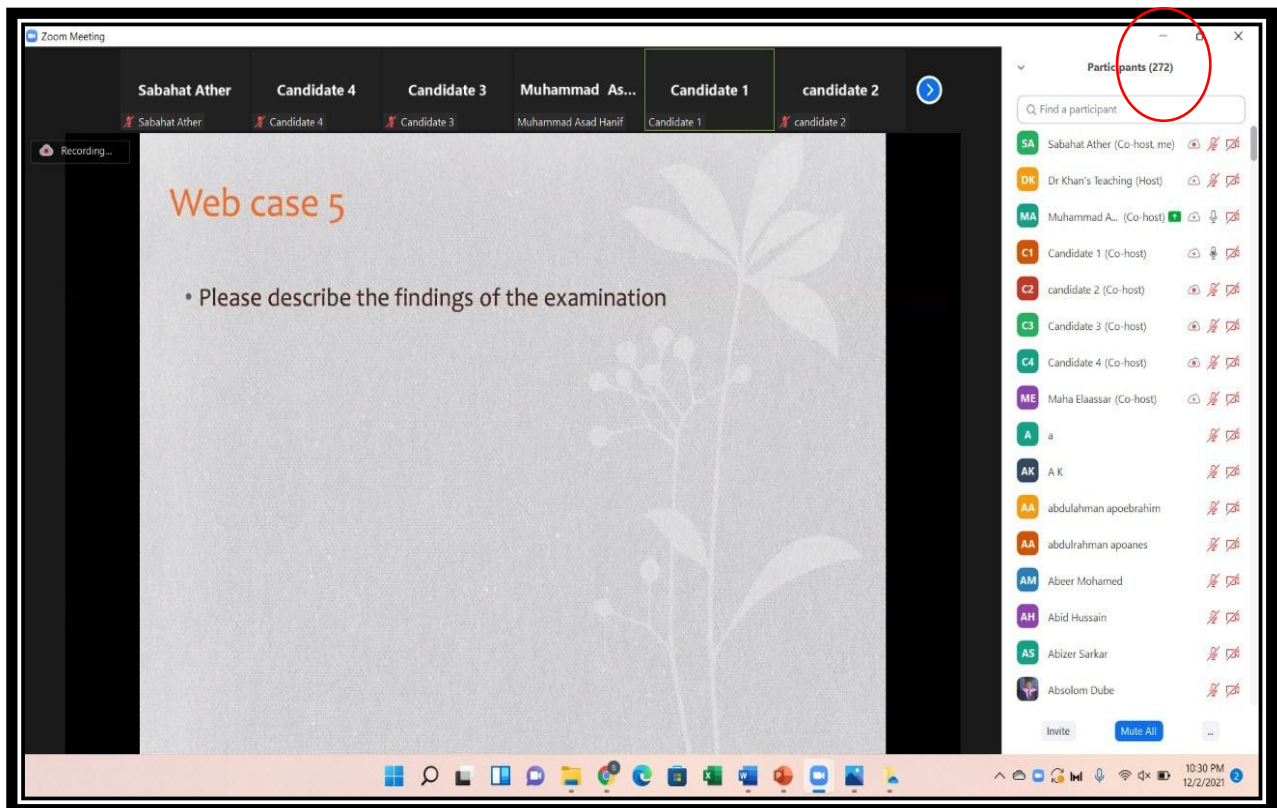 Zoom Meeting
Participants (272)
Sabahat Ather
Candidate 4
Candidate 3
Muhammad As...
Candidate 1
candidate 2
Sabahat Ather
Candidate 4
Candidate 3
Muhammad Asad Hanif
Candidate 1
candidate 2
Recording...
Web case 5
• Please describe the findings of the examination
Find a participant
SA Sabahat Ather (Co-host, me)
DK Dr Khan's Teaching (Host)
MA Muhammad A... (Co-host)
C1 Candidate 1 (Co-host)
C2 candidate 2 (Co-host)
C3 Candidate 3 (Co-host)
C4 Candidate 4 (Co-host)
ME Maha Elaassar (Co-host)
A a
AK A K
AA abdulahman apoebrahim
AA abdulrahman apoanes
AM Abeer Mohamed
AH Abid Hussain
AS Abizer Sarkar
Absolom Dube
Invite
Mute All
...
10:30 PM
12/2/2021
2